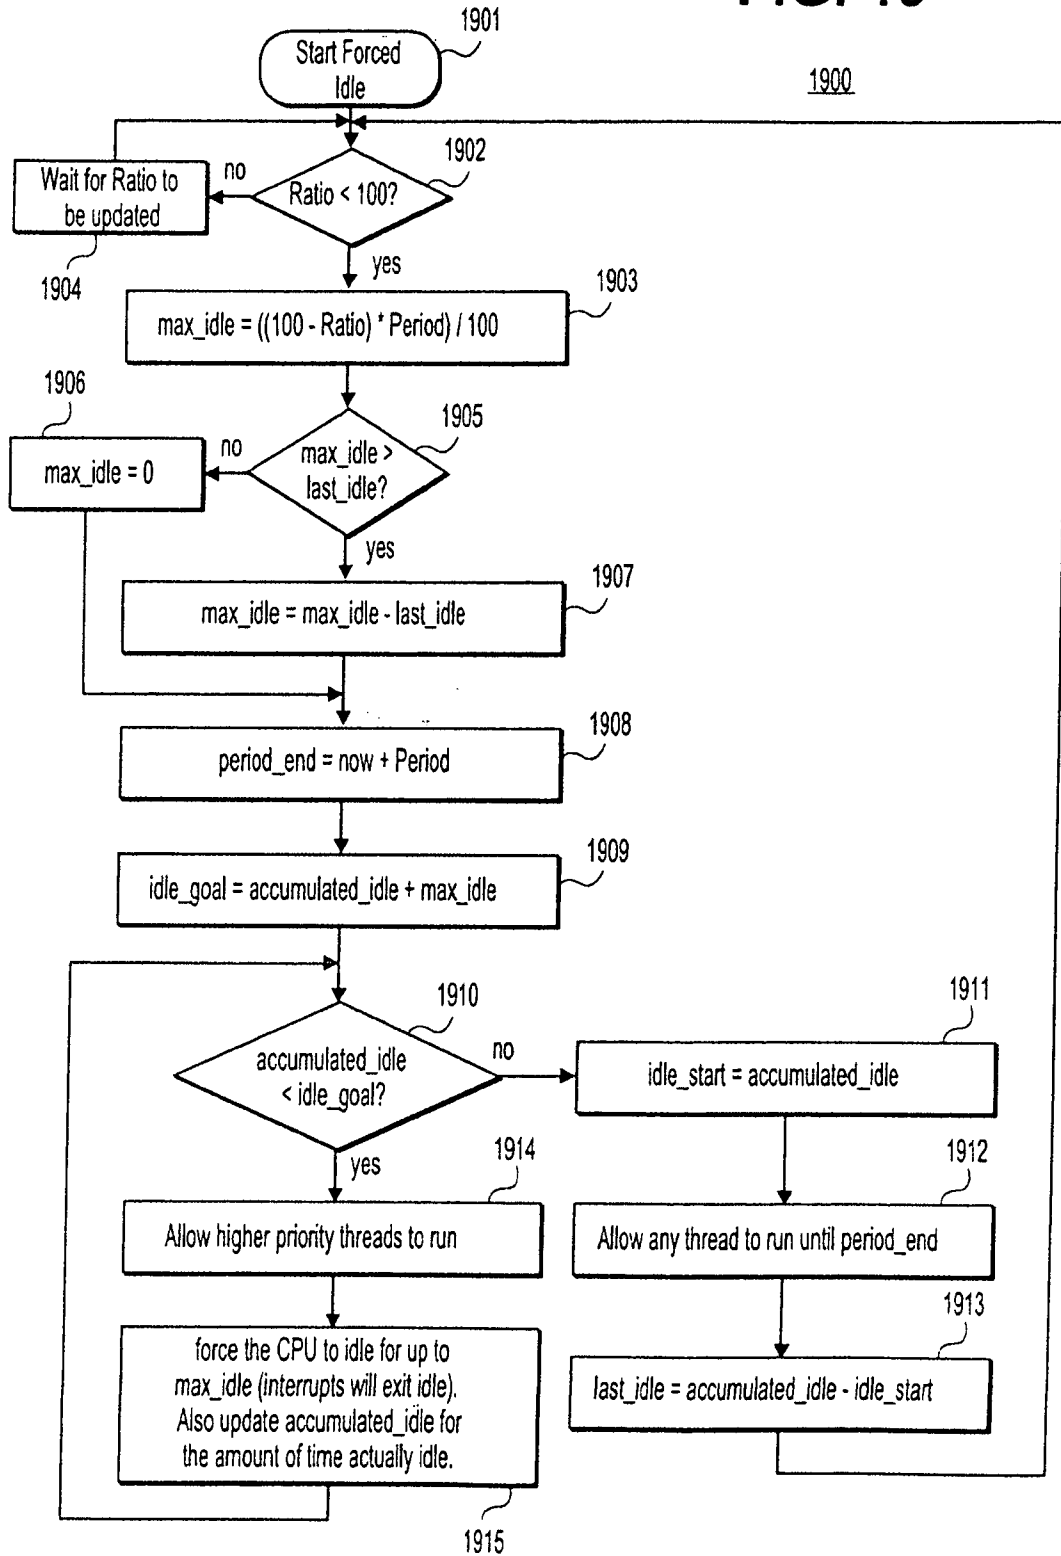 1901
Start Forced
Idle
1900
1902
Ratio < 100?
no
Wait for Ratio to
be updated
1904
yes
1903
max_idle = ((100 - Ratio) * Period) / 100
1906
1905
max_idle >
last_idle?
no
max_idle = 0
yes
1907
max_idle = max_idle - last_idle
1908
period_end = now + Period
1909
idle_goal = accumulated_idle + max_idle
1910
accumulated_idle
< idle_goal?
no
1911
idle_start = accumulated_idle
yes
1914
1912
Allow higher priority threads to run
Allow any thread to run until period_end
1913
force the CPU to idle for up to
max_idle (interrupts will exit idle).
Also update accumulated_idle for
the amount of time actually idle.
last_idle = accumulated_idle - idle_start
1915